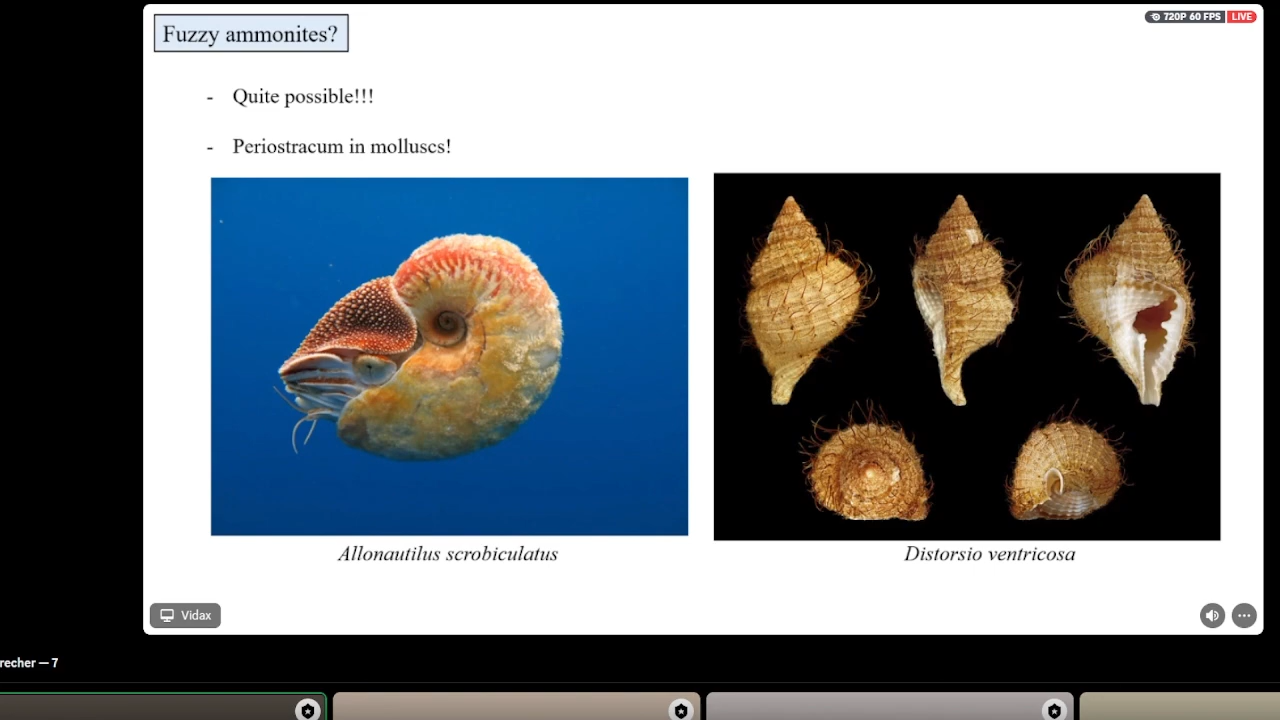 Fuzzy ammonites?
720P 60 FPS LIVE
- Quite possible!!!
- Periostracum in molluscs!
Allonautilus scrobiculatus
Distorsio ventricosa
Vidax
recher — 7